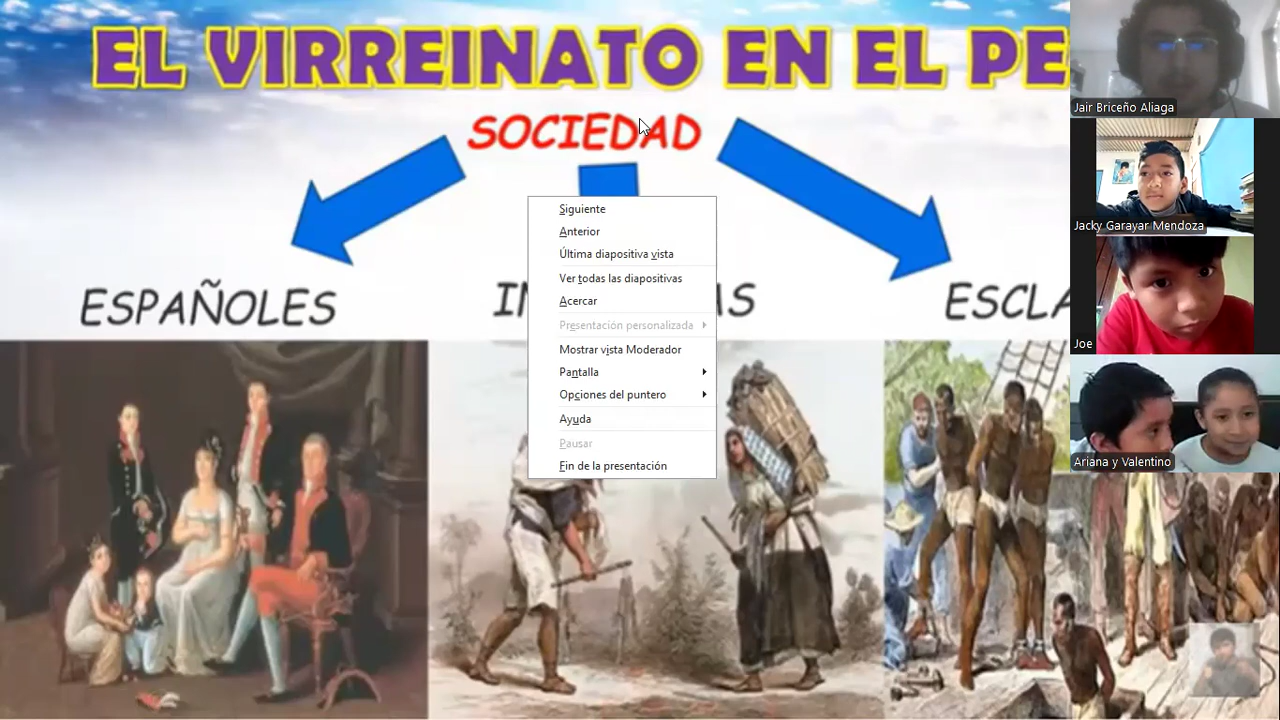 EL VIRREINATO EN EL PE
SOCIEDAD
ESPAÑOLES
IN
AS
ESCLA
Siguiente
Anterior
Última diapositiva vista
Ver todas las diapositivas
Acercar
Presentación personalizada
Mostrar vista Moderador
Pantalla
Opciones del puntero
Ayuda
Pausar
Fin de la presentación
Jair Briceño Aliaga
Jacky Garayar Mendoza
Joe
Ariana y Valentino